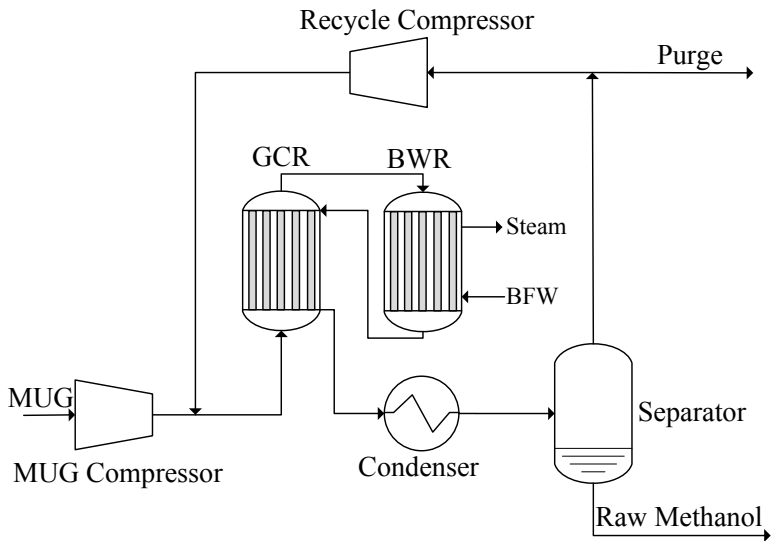 Recycle Compressor
Purge
GCR
BWR
Steam
BFW
MUG
MUG Compressor
Condenser
Separator
Raw Methanol